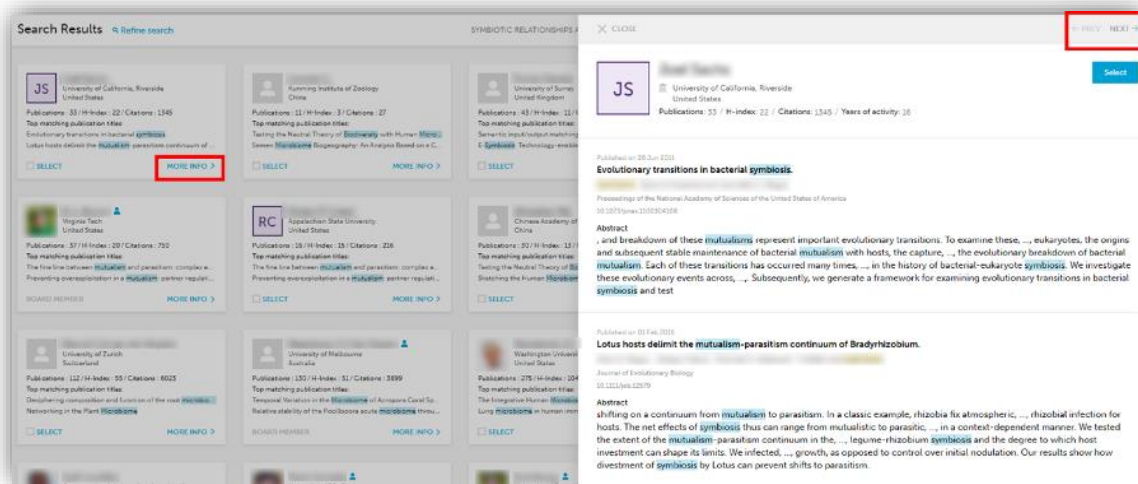 Search Results Refine search
SYMBIOTIC RELATIONSHIPS
JS
University of California, Riverside
United States
Publications : 33 / H-Index : 22 / Citations : 1345
Top matching publication titles:
Evolutionary transitions in bacterial symbiosis
Lotus hosts delimit the mutualism-parasitism continuum of ...
SELECT MORE INFO >
Kunming Institute of Zoology
China
Publications : 11 / H-Index : 3 / Citations : 27
Top matching publication titles:
Testing the Neutral Theory of Biodiversity with Human Micro...
Semen Microbiome Biogeography: An Analysis Based on a C...
SELECT MORE INFO >
University of Surrey
United Kingdom
Publications : 43 / H-Index : 11 /
Top matching publication titles:
Semantic input/output matching
E-Symbiosis: Technology-enable
SELECT
Virginia Tech
United States
Publications : 37 / H-Index : 20 / Citations : 750
Top matching publication titles:
The fine line between mutualism and parasitism: complex e...
Preventing overexploitation in a mutualism: partner regulat...
BOARD MEMBER MORE INFO >
RC
Appalachian State University
United States
Publications : 16 / H-Index : 15 / Citations : 216
Top matching publication titles:
The fine line between mutualism and parasitism: complex e...
Preventing overexploitation in a mutualism: partner regulat...
SELECT MORE INFO >
Chinese Academy of
China
Publications : 30 / H-Index : 13 /
Top matching publication titles:
Testing the Neutral Theory of
Sketching the Human Microbiom
SELECT
University of Zurich
Switzerland
Publications : 112 / H-Index : 35 / Citations : 6023
Top matching publication titles:
Deciphering composition and function of the root microbio...
Networking in the Plant Microbiome
SELECT MORE INFO >
University of Melbourne
Australia
Publications : 130 / H-Index : 31 / Citations : 3899
Top matching publication titles:
Temporal Variation in the Microbiome of Acropora Coral Sp...
Relative stability of the Pocillopora acuta microbiome throu...
BOARD MEMBER MORE INFO >
Washington Universi
United States
Publications : 275 / H-Index : 104
Top matching publication titles:
The Integrative Human Microbio
Lung microbiome in human imm
SELECT
CLOSE
PREV NEXT
JS
University of California, Riverside
United States
Publications: 33 / H-index: 22 / Citations: 1345 / Years of activity: 16
Select
Published on 20 Jun 2011
Evolutionary transitions in bacterial symbiosis.
Proceedings of the National Academy of Sciences of the United States of America
Abstract
, and breakdown of these mutualisms represent important evolutionary transitions. To examine these, ..., eukaryotes, the origins
and subsequent stable maintenance of bacterial mutualism with hosts, the capture, ..., the evolutionary breakdown of bacterial
mutualism. Each of these transitions has occurred many times, ..., in the history of bacterial-eukaryote symbiosis. We investigate
these evolutionary events across, ..., Subsequently, we generate a framework for examining evolutionary transitions in bacterial
symbiosis and test
Published on 01 Feb 2015
Lotus hosts delimit the mutualism-parasitism continuum of Bradyrhizobium.
Journal of Evolutionary Biology
10.1111/jeb.12579
Abstract
shifting on a continuum from mutualism to parasitism. In a classic example, rhizobia fix atmospheric, ..., rhizobial infection for
hosts. The net effects of symbiosis thus can range from mutualistic to parasitic, ..., in a context-dependent manner. We tested
the extent of the mutualism-parasitism continuum in the, ..., legume-rhizobium symbiosis and the degree to which host
investment can shape its limits. We infected, ..., growth, as opposed to control over initial nodulation. Our results show how
divestment of symbiosis by Lotus can prevent shifts to parasitism.